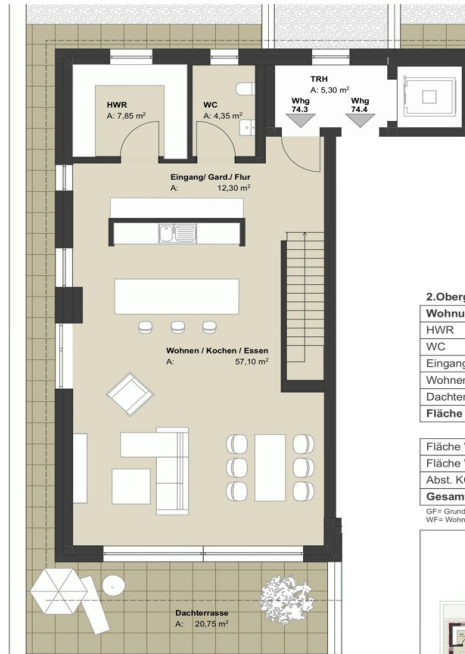 TRH
A: 5,30 m²
Whg
74.3
Whg
74.4
HWR
A: 7,85 m²
WC
A: 4,35 m²
Eingang/ Gard./ Flur
A: 12,30 m²
Wohnen / Kochen / Essen
A: 57,10 m²
Dachterrasse
A: 20,75 m²
2.Oberg
Wohnu
HWR
WC
Eingang
Wohnen
Dachter
Fläche
Fläche
Fläche
Abst. K
Gesam
GF= Grund
WF= Wohn